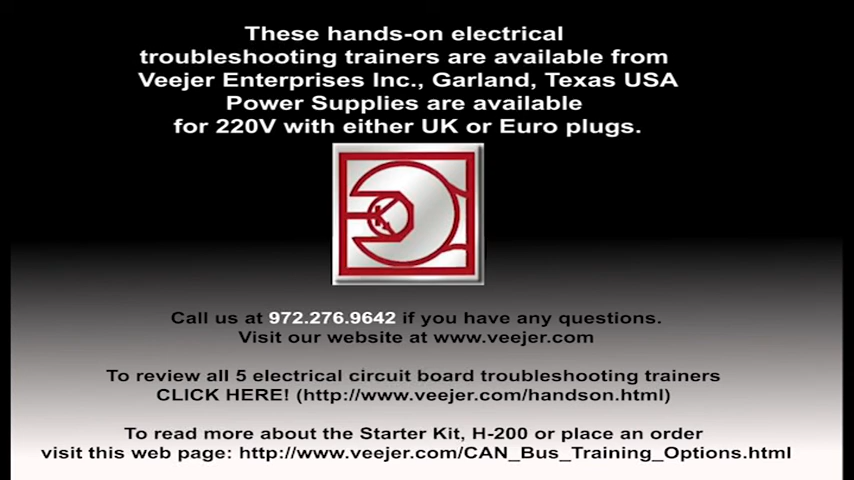 These hands-on electrical
troubleshooting trainers are available from
Veejer Enterprises Inc., Garland, Texas USA
Power Supplies are available
for 220V with either UK or Euro plugs.
Call us at 972.276.9642 if you have any questions.
Visit our website at www.veejer.com
To review all 5 electrical circuit board troubleshooting trainers
CLICK HERE! (http://www.veejer.com/handson.html)
To read more about the Starter Kit, H-200 or place an order
visit this web page: http://www.veejer.com/CAN_Bus_Training_Options.html